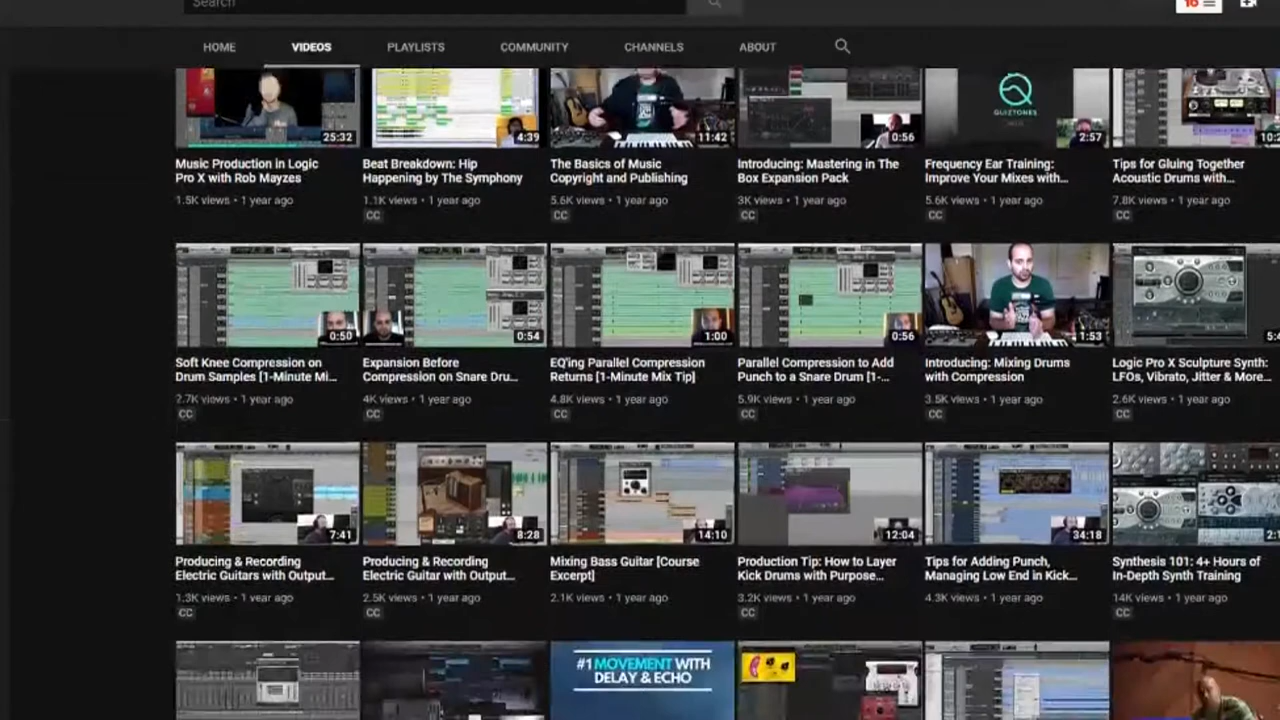 Search
HOME
VIDEOS
PLAYLISTS
COMMUNITY
CHANNELS
ABOUT
25:32
4:39
11:42
0:56
QUIZTONES
2:57
Music Production in Logic
Pro X with Rob Mayzes
1.5K views • 1 year ago
Beat Breakdown: Hip
Happening by The Symphony
1.1K views • 1 year ago
CC
The Basics of Music
Copyright and Publishing
5.6K views • 1 year ago
CC
Introducing: Mastering in The
Box Expansion Pack
3K views • 1 year ago
CC
Frequency Ear Training:
Improve Your Mixes with...
5.6K views • 1 year ago
CC
Tips for Gluing Together
Acoustic Drums with...
7.8K views • 1 year ago
CC
0:50
0:54
1:00
0:56
1:53
Soft Knee Compression on
Drum Samples [1-Minute Mi...
2.7K views • 1 year ago
CC
Expansion Before
Compression on Snare Dru...
4K views • 1 year ago
CC
EQ'ing Parallel Compression
Returns [1-Minute Mix Tip]
4.8K views • 1 year ago
CC
Parallel Compression to Add
Punch to a Snare Drum [1-...
5.9K views • 1 year ago
CC
Introducing: Mixing Drums
with Compression
3.5K views • 1 year ago
CC
Logic Pro X Sculpture Synth:
LFOs, Vibrato, Jitter & More...
2.6K views • 1 year ago
CC
7:41
8:28
14:10
12:04
34:18
Producing & Recording
Electric Guitars with Output...
1.3K views • 1 year ago
CC
Producing & Recording
Electric Guitar with Output...
2.5K views • 1 year ago
CC
Mixing Bass Guitar [Course
Excerpt]
2.1K views • 1 year ago
Production Tip: How to Layer
Kick Drums with Purpose...
3.2K views • 1 year ago
CC
Tips for Adding Punch,
Managing Low End in Kick...
4.3K views • 1 year ago
Synthesis 101: 4+ Hours of
In-Depth Synth Training
14K views • 1 year ago
CC
#1 MOVEMENT WITH
DELAY & ECHO